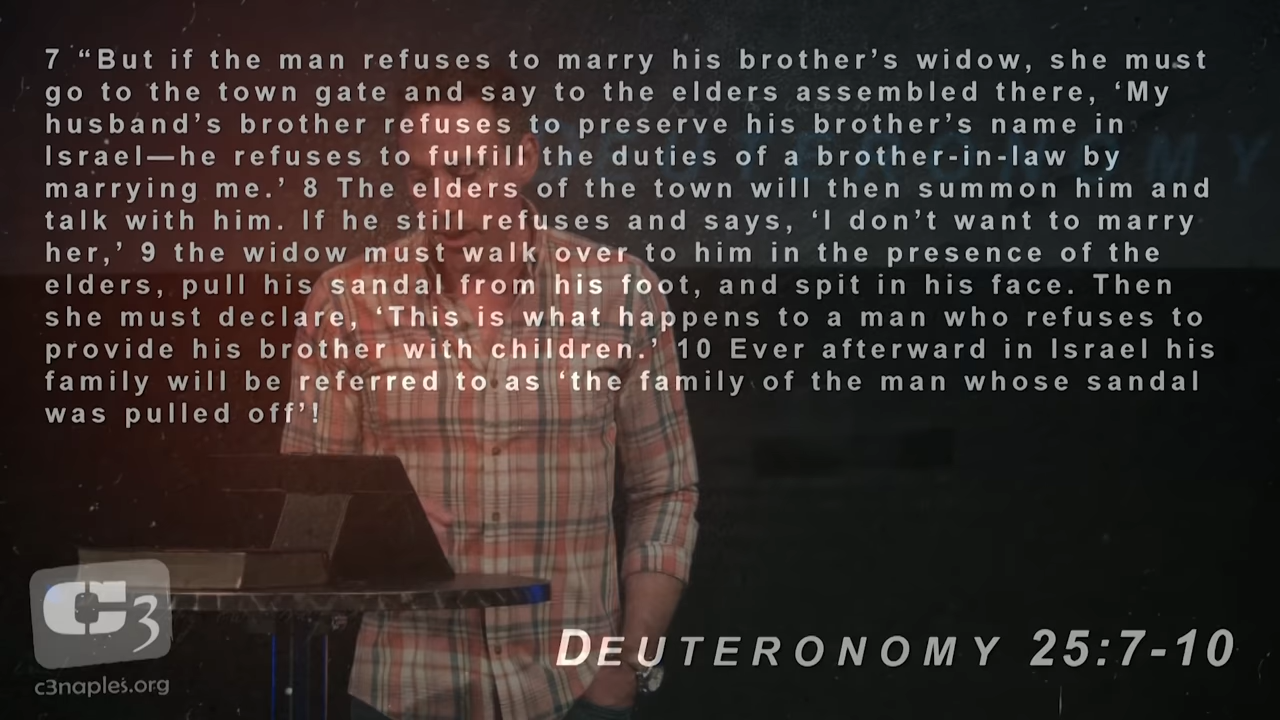 7 “But if the man refuses to marry his brother’s widow, she must
go to the town gate and say to the elders assembled there, ‘My
husband’s brother refuses to preserve his brother’s name in
Israel—he refuses to fulfill the duties of a brother-in-law by
marrying me.’ 8 The elders of the town will then summon him and
talk with him. If he still refuses and says, ‘I don’t want to marry
her,’ 9 the widow must walk over to him in the presence of the
elders, pull his sandal from his foot, and spit in his face. Then
she must declare, ‘This is what happens to a man who refuses to
provide his brother with children.’ 10 Ever afterward in Israel his
family will be referred to as ‘the family of the man whose sandal
was pulled off’!
DEUTERONOMY
DEUTERONOMY 25:7-10
C3
c3naples.org